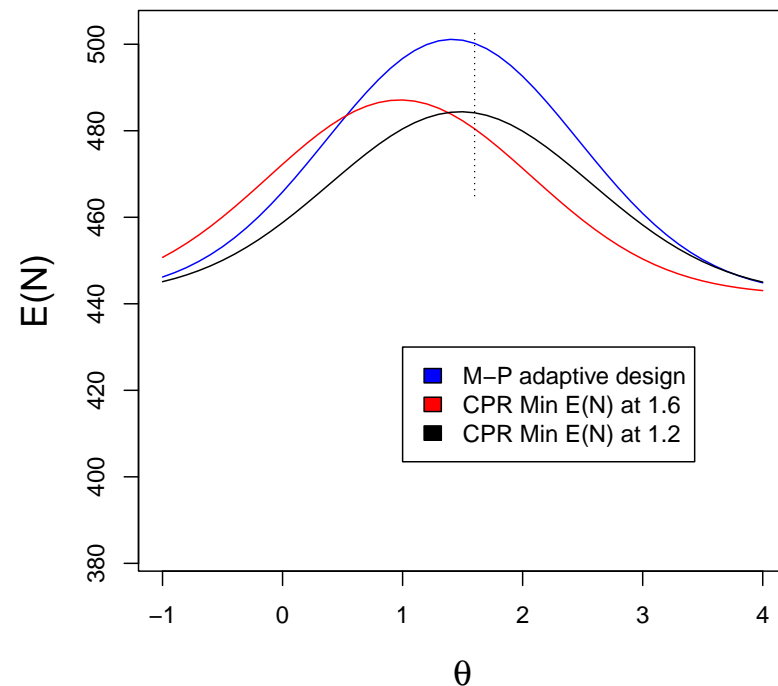 E(N)
500
480
460
440
420
400
380
M−P adaptive design
CPR Min E(N) at 1.6
CPR Min E(N) at 1.2
−1 0 1 2 3 4
θ